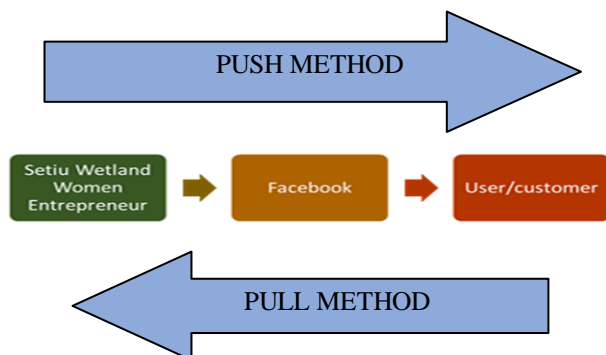 PUSH METHOD
Setiu Wetland
Women
Entrepreneur
Facebook
User/customer
PULL METHOD